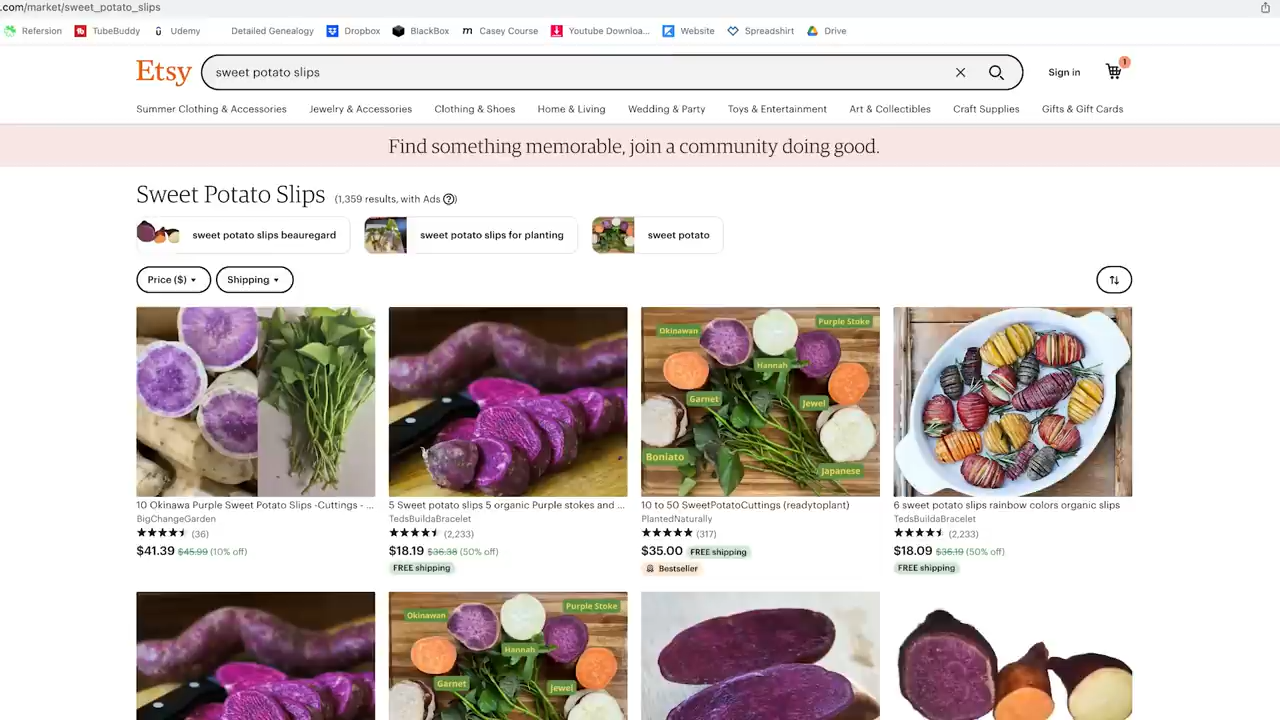 .com/market/sweet_potato_slips
Refersion TubeBuddy Udemy Detailed Genealogy Dropbox BlackBox Casey Course Youtube Downloa... Website Spreadshirt Drive
Etsy sweet potato slips Sign in 1
Summer Clothing & Accessories Jewelry & Accessories Clothing & Shoes Home & Living Wedding & Party Toys & Entertainment Art & Collectibles Craft Supplies Gifts & Gift Cards
Find something memorable, join a community doing good.
Sweet Potato Slips (1,359 results, with Ads ?)
sweet potato slips beauregard sweet potato slips for planting sweet potato
Price ($) Shipping
Okinawan Purple Stoke
Hannah
Garnet Jewel
Boniato
Japanese
10 Okinawa Purple Sweet Potato Slips -Cuttings - ... 5 Sweet potato slips 5 organic Purple stokes and ... 10 to 50 SweetPotatoCuttings (readytoplant) 6 sweet potato slips rainbow colors organic slips
BigChangeGarden TedsBuildaBracelet PlantedNaturally TedsBuildaBracelet
(36) (2,233) (317) (2,233)
$41.39 $45.99 (10% off) $18.19 $36.38 (50% off) $35.00 FREE shipping $18.09 $36.19 (50% off)
FREE shipping Bestseller FREE shipping
Okinawan Purple Stoke
Hannah
Garnet Jewel